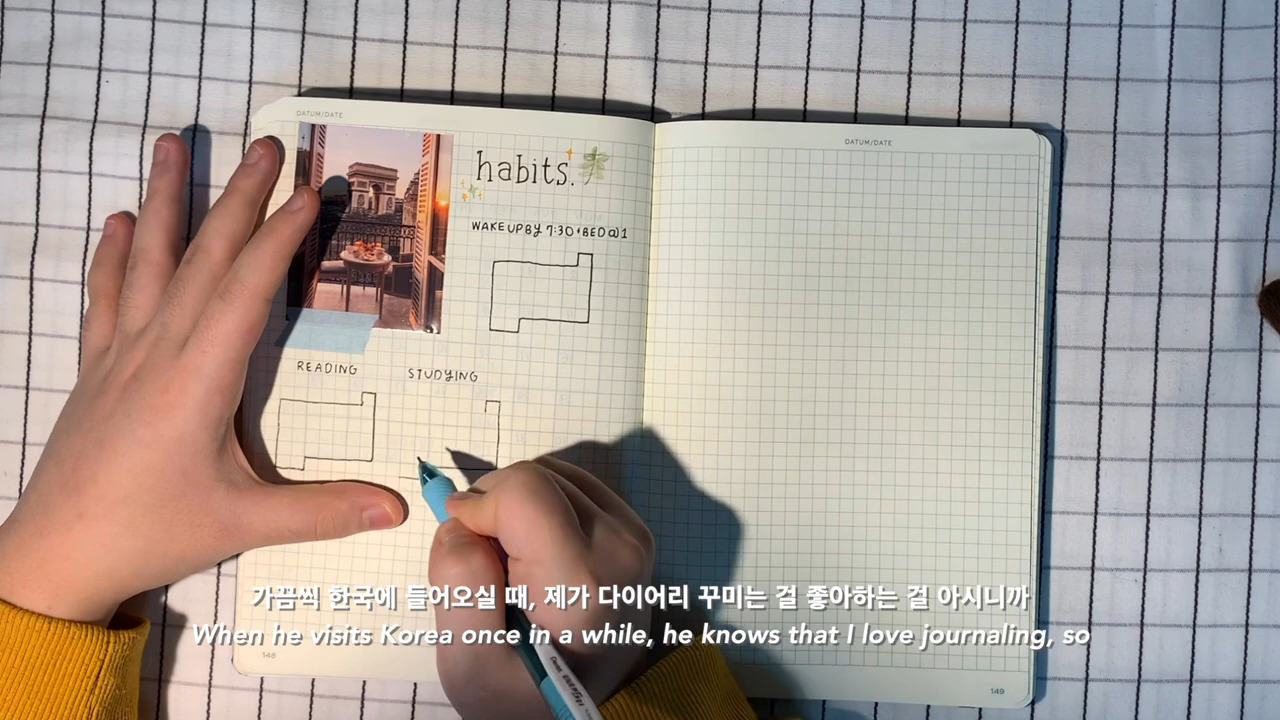 DATUM/DATE
DATUM/DATE
habits.
WAKE UP BY 7:30 + BED @ 1
READING
STUDYING
가끔씩 한국에 들어오실 때, 제가 다이어리 꾸미는 걸 좋아하는 걸 아시니까
When he visits Korea once in a while, he knows that I love journaling, so
148
149